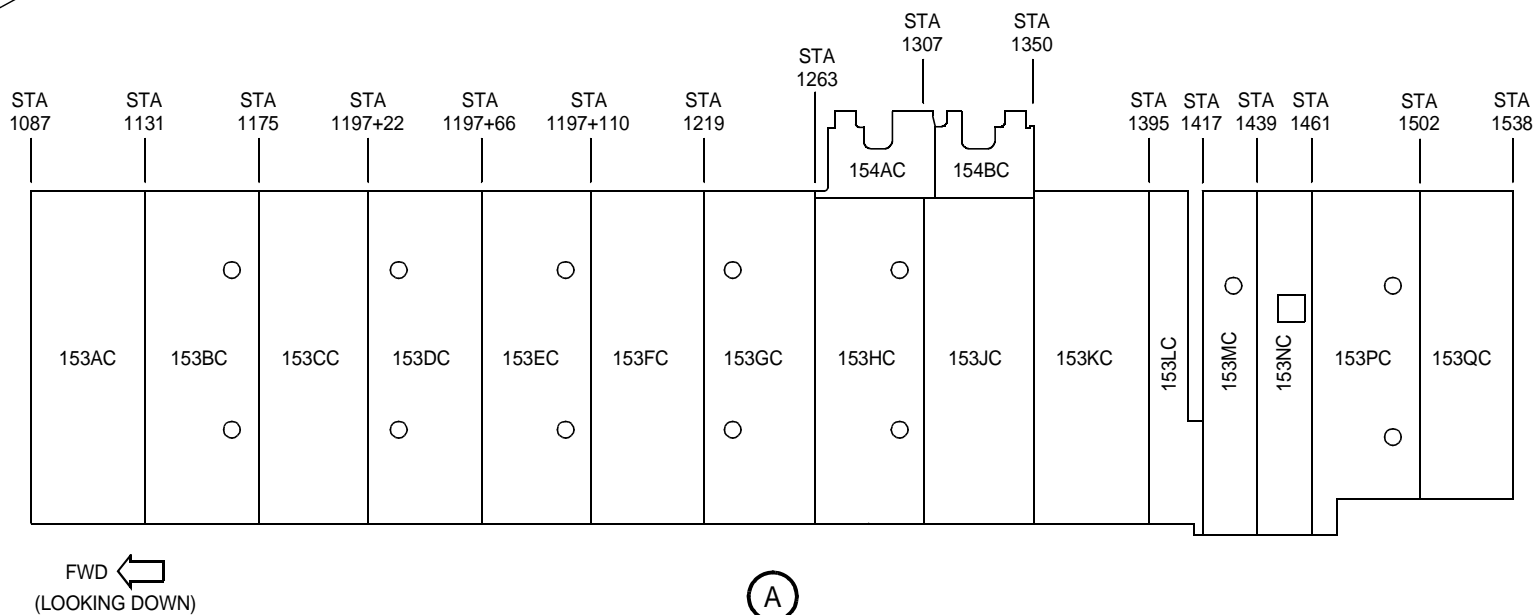 STA
1307
STA
1350
STA
1263
STA
1087
STA
1131
STA
1175
STA
1197+22
STA
1197+66
STA
1197+110
STA
1219
STA
1395
STA
1417
STA
1439
STA
1461
STA
1502
STA
1538
154AC
154BC
153AC
153BC
153CC
153DC
153EC
153FC
153GC
153HC
153JC
153KC
153LC
153MC
153NC
153PC
153QC
FWD
(LOOKING DOWN)
A